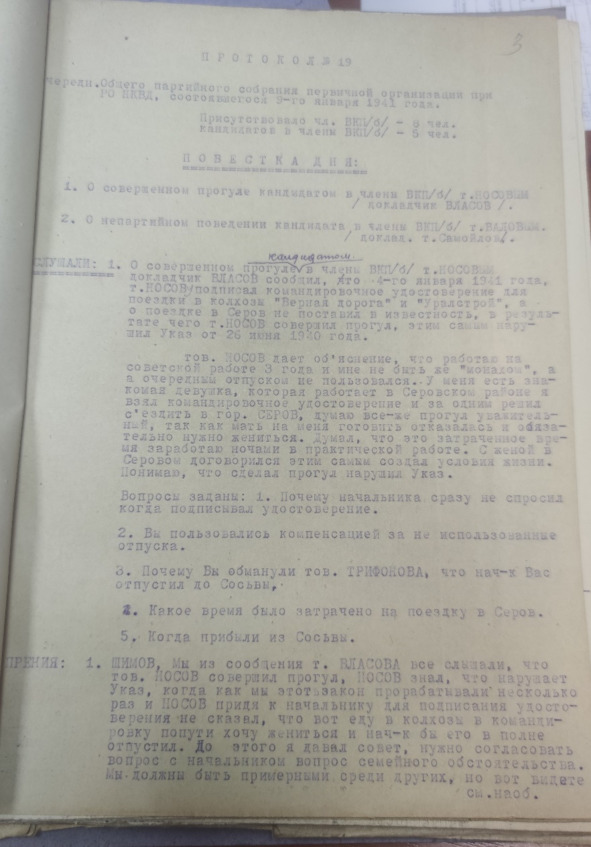 3
ПРОТОКОЛ № 19
чередн. Общего партийного собрания первичной организации при
РО НКВД, состоявшегося 9-го января 1941 года.
Присутствовало чл. ВКП/б/ - 6 чел.
кандидатов в члены ВКП/б/ - 5 чел.
ПОВЕСТКА ДНЯ:
1. О совершенном прогуле кандидатом в члены ВКП/б/ т.НОСОВЫМ
/ докладчик ВЛАСОВ /.
2. О непартийном поведении кандидата в члены ВКП/б/ т.ВАДОВЫМ.
/ доклад. т.Самойлов/.
кандидатом
СЛУШАЛИ: 1. О совершенном прогуле в члены ВКП/б/ т.НОСОВЫМ
докладчик ВЛАСОВ сообщил, что 4-го января 1941 года,
т.НОСОВ/подписал командировочное удостоверение для
поездки в колхозы "Верная дорога" и "Уралстрой", а
о поездке в Серов не поставил в известность, в резуль-
тате чего т.НОСОВ совершил прогул, этим самым нару-
шил Указ от 26 июня 1940 года.
тов. НОСОВ дает об'яснение, что работаю на
советской работе 3 года и мне не быть же "монахом", а
а очередным отпуском не пользовался. У меня есть зна-
комая девушка, которая работает в Серовском районе я
взял командировочное удостоверение и за одним решил
с'ездить в гор. СЕРОВ, думаю все-же прогул уважитель-
ный, так как мать на меня готовить отказалась и обяза-
тельно нужно жениться. Думал, что это затраченное вре-
мя заработаю ночами в практической работе. С женой в
Серовом договорился этим самым создал условия жизни.
Понимаю, что сделал прогул нарушил Указ.
Вопросы заданы: 1. Почему начальника сразу не спросил
когда подписывал удостоверение.
2. Вы пользовались компенсацией за не использованные
отпуска.
3. Почему Вы обманули тов. ТРИФОНОВА, что нач-к Вас
отпустил до Сосьвы,
4. Какое время было затрачено на поездку в Серов.
5. Когда прибыли из Сосьвы.
ПРЕНИЯ: 1. ШИМОВ, Мы из сообщения т. ВЛАСОВА все слышали, что
тов. НОСОВ совершил прогул, НОСОВ знал, что нарушает
Указ, когда как мы этот закон прорабатывали несколько
раз и НОСОВ придя к начальнику для подписания удосто-
верения не сказал, что вот еду в колхозы в команди-
ровку попути хочу жениться и нач-к бы его в полне
отпустил. До этого я давал совет, нужно согласовать
вопрос с начальником вопрос семейного обстоятельства.
Мы должны быть примерными среди других, но вот видете
см.наоб.